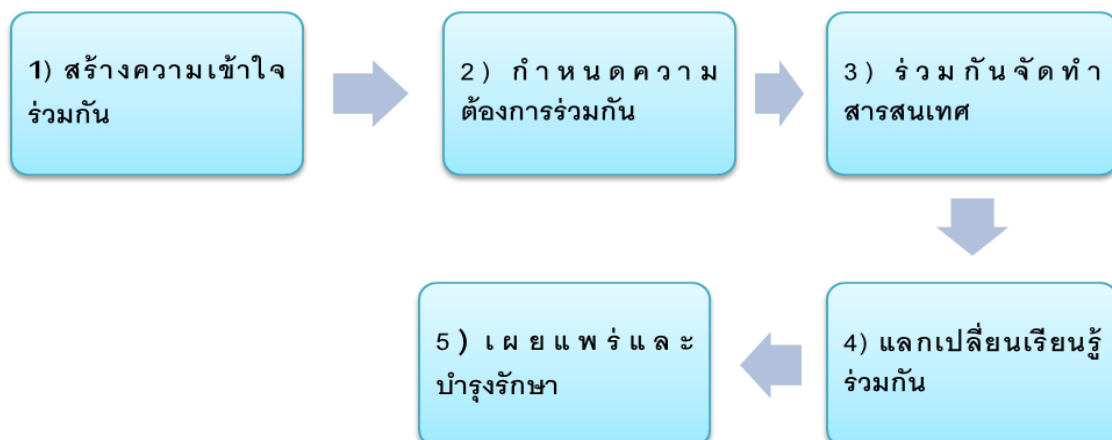 1) สร้างความเข้าใจ
ร่วมกัน
2) กำหนดความ
ต้องการร่วมกัน
3) ร่วมกันจัดทำ
สารสนเทศ
4) แลกเปลี่ยนเรียนรู้
ร่วมกัน
5) เผยแพร่และ
บำรุงรักษา